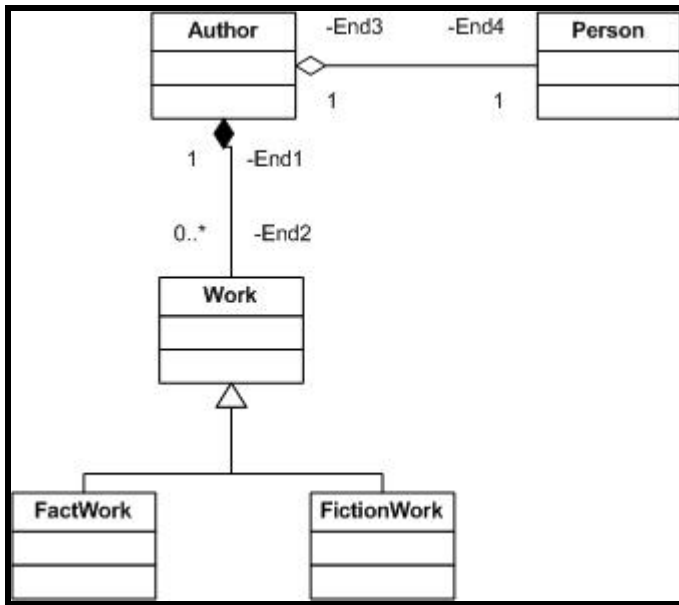 Author
-End3
-End4
Person
1
1
1
-End1
0..*
-End2
Work
FactWork
FictionWork